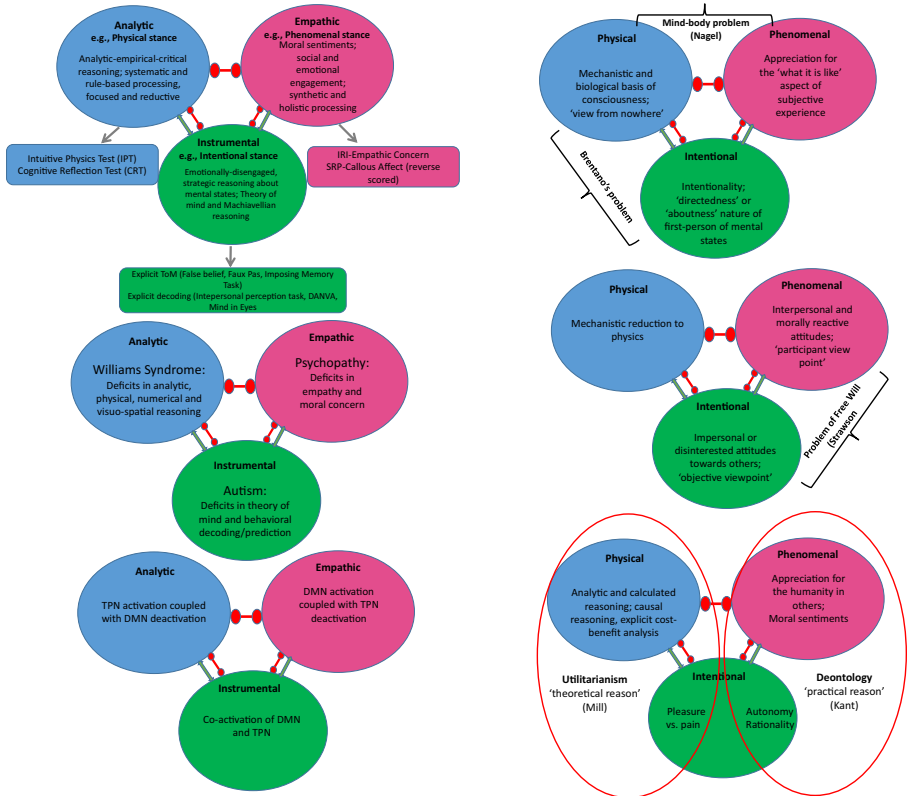 Analytic
e.g., Physical stance
Analytic-empirical-critical
reasoning; systematic and
rule-based processing,
focused and reductive
Empathic
e.g., Phenomenal stance
Moral sentiments;
social and
emotional
engagement;
synthetic and
holistic processing
Instrumental
e.g., Intentional stance
Emotionally-disengaged,
strategic reasoning about
mental states; Theory of
mind and Machiavellian
reasoning
Intuitive Physics Test (IPT)
Cognitive Reflection Test (CRT)
IRI-Empathic Concern
SRP-Callous Affect (reverse
scored)
Explicit ToM (False belief, Faux Pas, Imposing Memory
Task)
Explicit decoding (Intepersonal perception task, DANVA,
Mind in Eyes
Analytic
Williams Syndrome:
Deficits in analytic,
physical, numerical and
visuo-spatial reasoning
Empathic
Psychopathy:
Deficits in
empathy and
moral concern
Instrumental
Autism:
Deficits in theory of
mind and behavioral
decoding/prediction
Analytic
TPN activation coupled
with DMN deactivation
Empathic
DMN activation
coupled with TPN
deactivation
Instrumental
Co-activation of DMN
and TPN
Mind-body problem
(Nagel)
Physical
Mechanistic and
biological basis of
consciousness;
‘view from nowhere’
Phenomenal
Appreciation for
the ‘what it is like’
aspect of
subjective
experience
Intentional
Intentionality;
‘directedness’ or
‘aboutness’ nature of
first-person of mental
states
Brentano’s problem
Physical
Mechanistic reduction to
physics
Phenomenal
Interpersonal and
morally reactive
attitudes;
‘participant view
point’
Intentional
Impersonal or
disinterested attitudes
towards others;
‘objective viewpoint’
Problem of Free Will
(Strawson
Physical
Analytic and calculated
reasoning; causal
reasoning, explicit cost-
benefit analysis
Phenomenal
Appreciation for
the humanity in
others;
Moral sentiments
Intentional
Pleasure
vs. pain
Autonomy
Rationality
Utilitarianism
‘theoretical reason’
(Mill)
Deontology
‘practical reason’
(Kant)